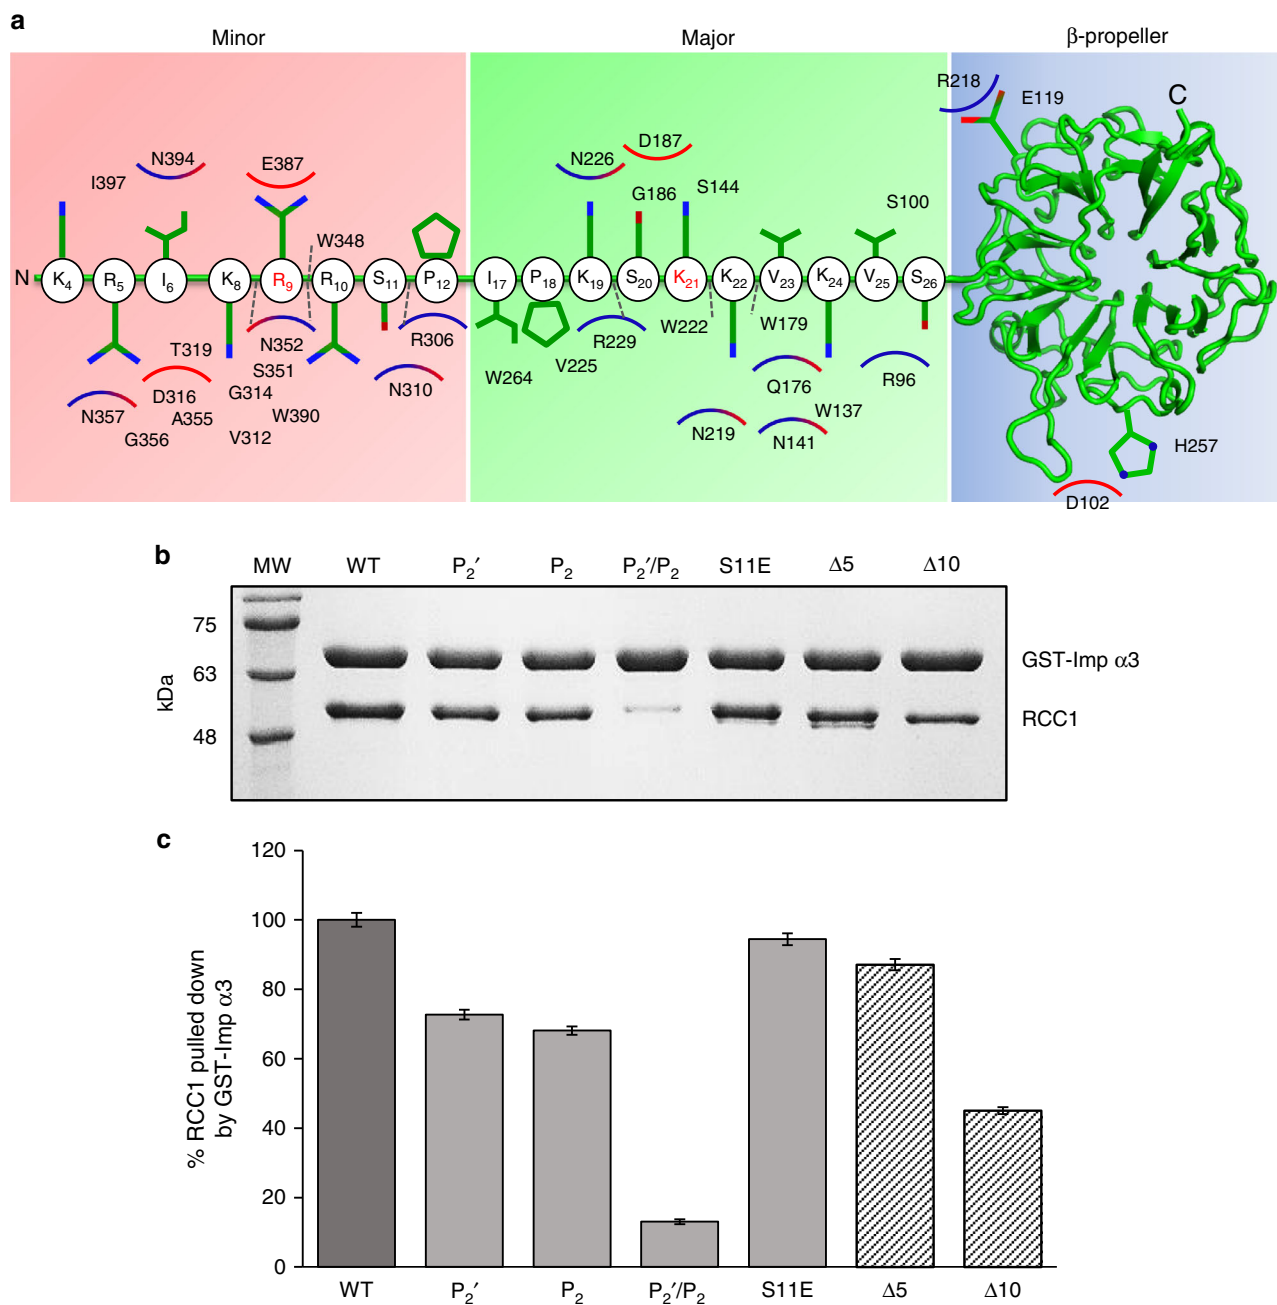 a
Minor Major β-propeller
R218 E119 C
D187
N394 E387 N226
I397 G186 S144
S100
W348
N K4 R5 I6 K8 R9 R10 S11 P12 I17 P18 K19 S20 K21 K22 V23 K24 V25 S26
W222 W179
T319 N352 R306 R229
S351 V225
W264
D316 G314 N310 Q176 R96
N357 A355 W390 W137
G356 V312 N219 N141 H257
D102
b
MW WT P2′ P2 P2′/P2 S11E Δ5 Δ10
75
63
48
kDa
GST-Imp α3
RCC1
c
% RCC1 pulled down
by GST-Imp α3
120
100
80
60
40
20
0
WT P2′ P2 P2′/P2 S11E Δ5 Δ10